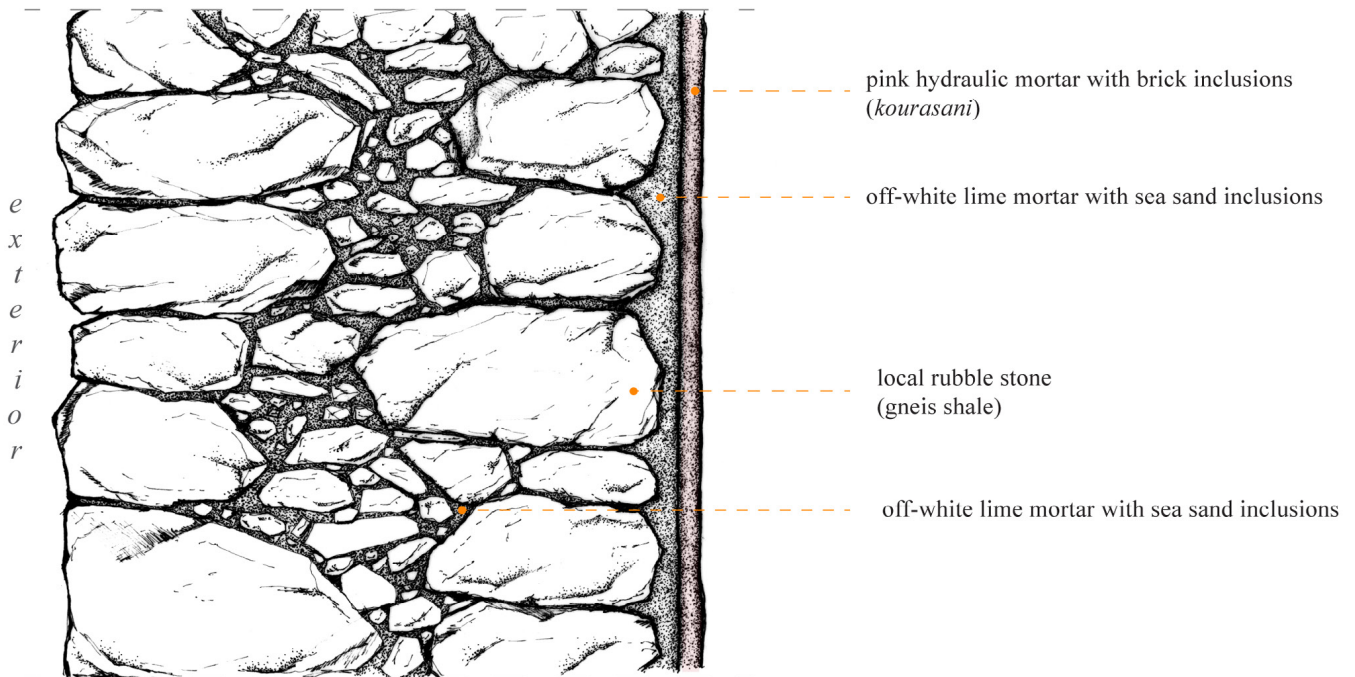 exterior
pink hydraulic mortar with brick inclusions
(kourasani)
off-white lime mortar with sea sand inclusions
local rubble stone
(gneis shale)
off-white lime mortar with sea sand inclusions